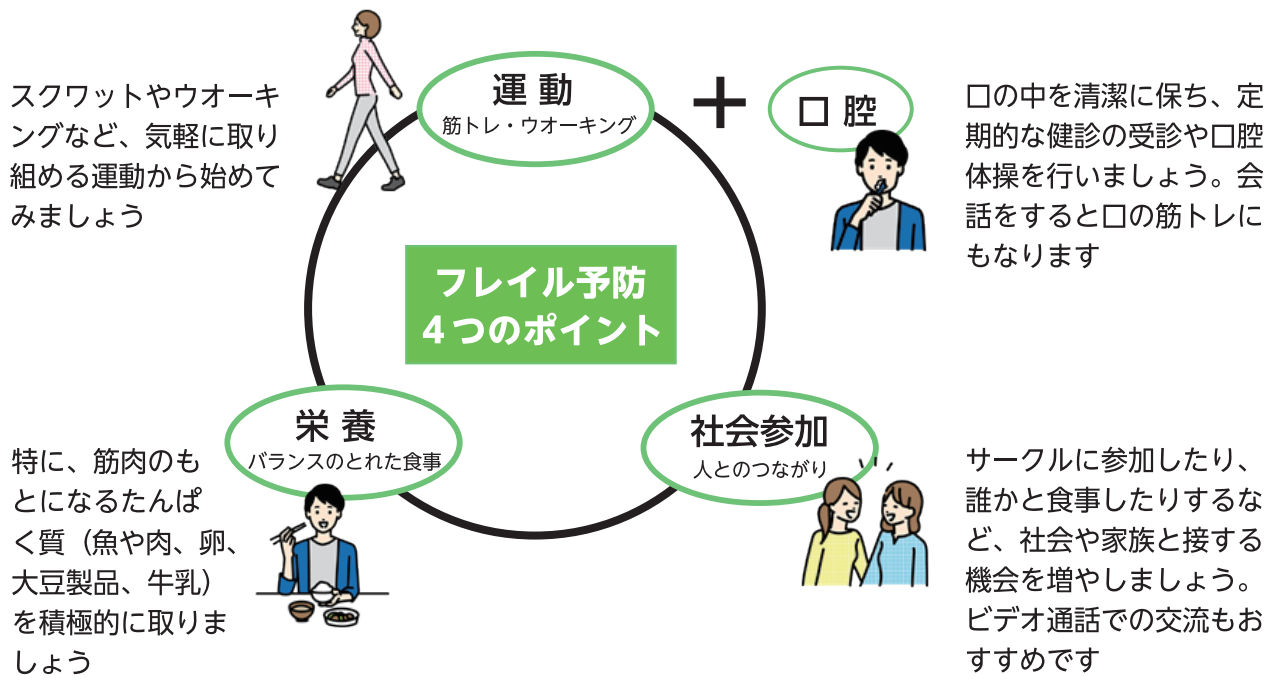 スクワットやウオーキ
ングなど、気軽に取り
組める運動から始めて
みましょう
運動
筋トレ・ウオーキング
+
口腔
口の中を清潔に保ち、定
期的な健診の受診や口腔
体操を行いましょう。会
話をすると口の筋トレに
もなります
フレイル予防
4つのポイント
栄養
バランスのとれた食事
特に、筋肉のも
とになるたんぱ
く質（魚や肉、卵、
大豆製品、牛乳）
を積極的に取りま
しょう
社会参加
人とのつながり
サークルに参加したり、
誰かと食事したりするな
ど、社会や家族と接する
機会を増やしましょう。
ビデオ通話での交流もお
すすめです